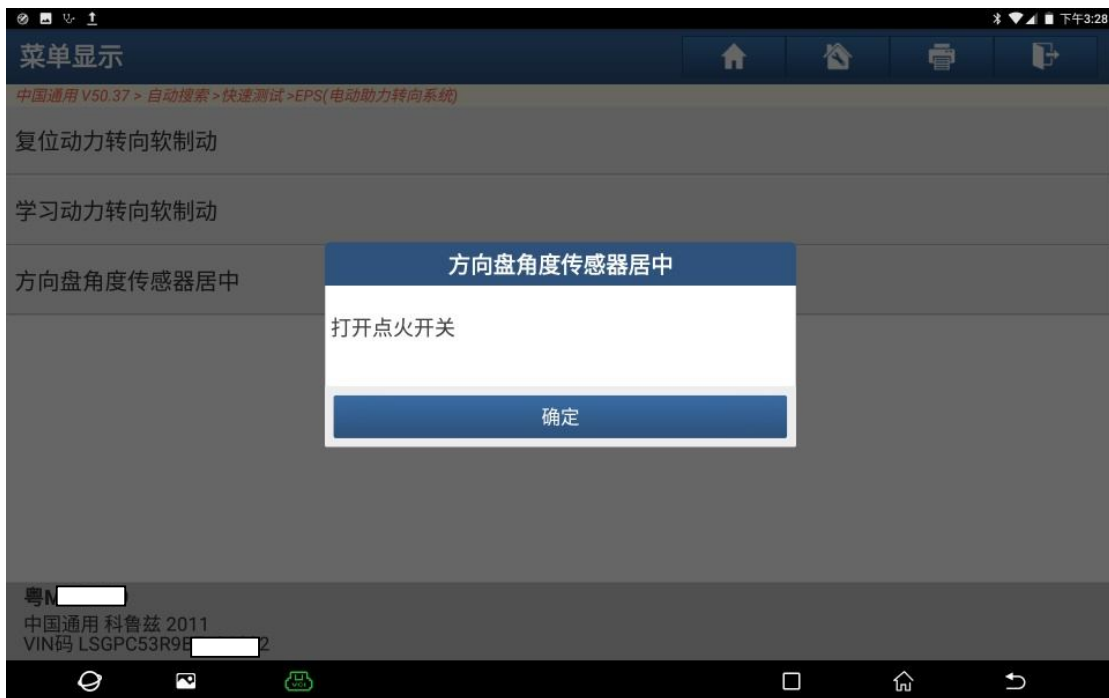 下午3:28
菜单显示
中国通用 V50.37 > 自动搜索 > 快速测试 >EPS(电动助力转向系统)
复位动力转向软制动
学习动力转向软制动
方向盘角度传感器居中
方向盘角度传感器居中
打开点火开关
确定
粤M
中国通用 科鲁兹 2011
VIN码 LSGPC53R9B 2
VCI